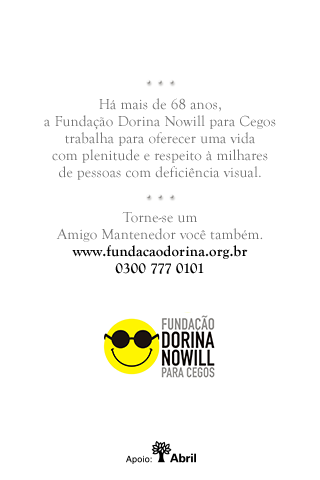 Há mais de 68 anos,
a Fundação Dorina Nowill para Cegos
trabalha para oferecer uma vida
com plenitude e respeito à milhares
de pessoas com deficiência visual.
Torne-se um
Amigo Mantenedor você também.
www.fundacaodorina.org.br
0300 777 0101
FUNDAÇÃO
DORINA
NOWILL
PARA CEGOS
Apoio: Abril